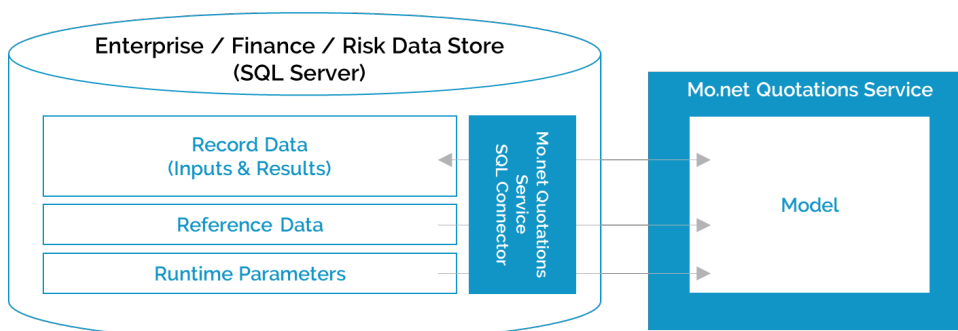 Enterprise / Finance / Risk Data Store
(SQL Server)
Mo.net Quotations Service
Record Data
(Inputs & Results)
Mo.net Quotations
Service
SQL Connector
Model
Reference Data
Runtime Parameters